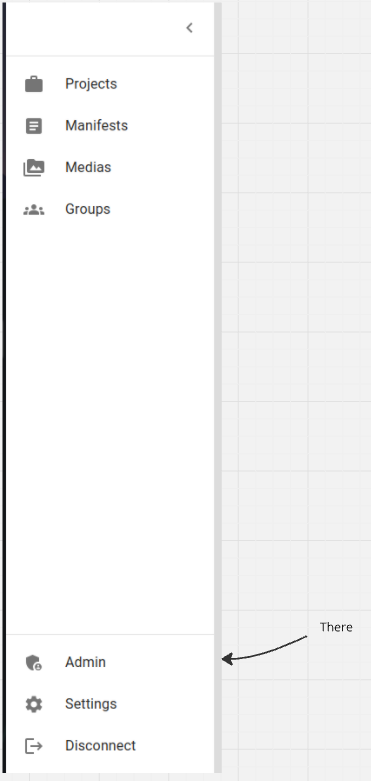 Projects
Manifests
Medias
Groups
There
Admin
Settings
Disconnect